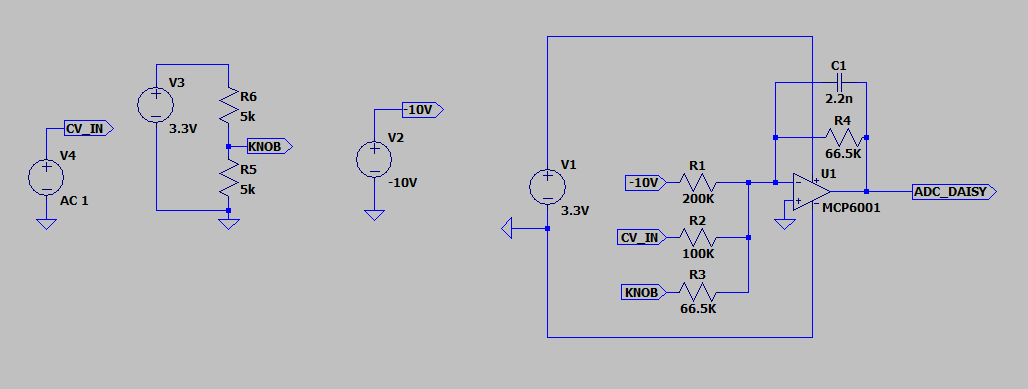 V3
R6
5k
3.3V
KNOB
R5
5k
CV_IN
V4
AC 1
-10V
V2
-10V
V1
3.3V
C1
2.2n
R4
66.5K
R1
-10V
200K
U1
MCP6001
ADC_DAISY
R2
CV_IN
100K
R3
KNOB
66.5K